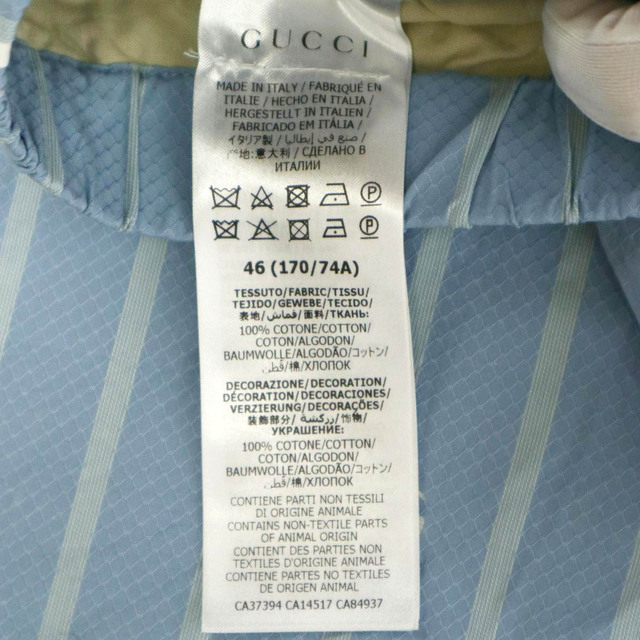 GUCCI
MADE IN ITALY / FABRIQUÉ EN
ITALIE / HECHO EN ITALIA /
HERGESTELLT IN ITALIEN /
FABRICADO EM ITÁLIA /
イタリア製 / صنع في إيطاليا /
产地:意大利 / СДЕЛАНО В
ИТАЛИИ
P
P
46 (170/74A)
TESSUTO/FABRIC/TISSU/
TEJIDO/GEWEBE/TECIDO/
表地/قماش/面料/ТКАНЬ:
100% COTONE/COTTON/
COTON/ALGODON/
BAUMWOLLE/ALGODÃO/コットン/
قطن/棉/ХЛОПОК
DECORAZIONE/DECORATION/
DÉCORATION/DECORACIONES/
VERZIERUNG/DECORAÇÕES/
装飾部分/زركشة/饰物/
УКРАШЕНИЕ:
100% COTONE/COTTON/
COTON/ALGODON/
BAUMWOLLE/ALGODÃO/コットン/
قطن/棉/ХЛОПОК
CONTIENE PARTI NON TESSILI
DI ORIGINE ANIMALE
CONTAINS NON-TEXTILE PARTS
OF ANIMAL ORIGIN
CONTIENT DES PARTIES NON
TEXTILES D'ORIGINE ANIMALE
CONTIENE PARTES NO TEXTILES
DE ORIGEN ANIMAL
CA37394 CA14517 CA84937